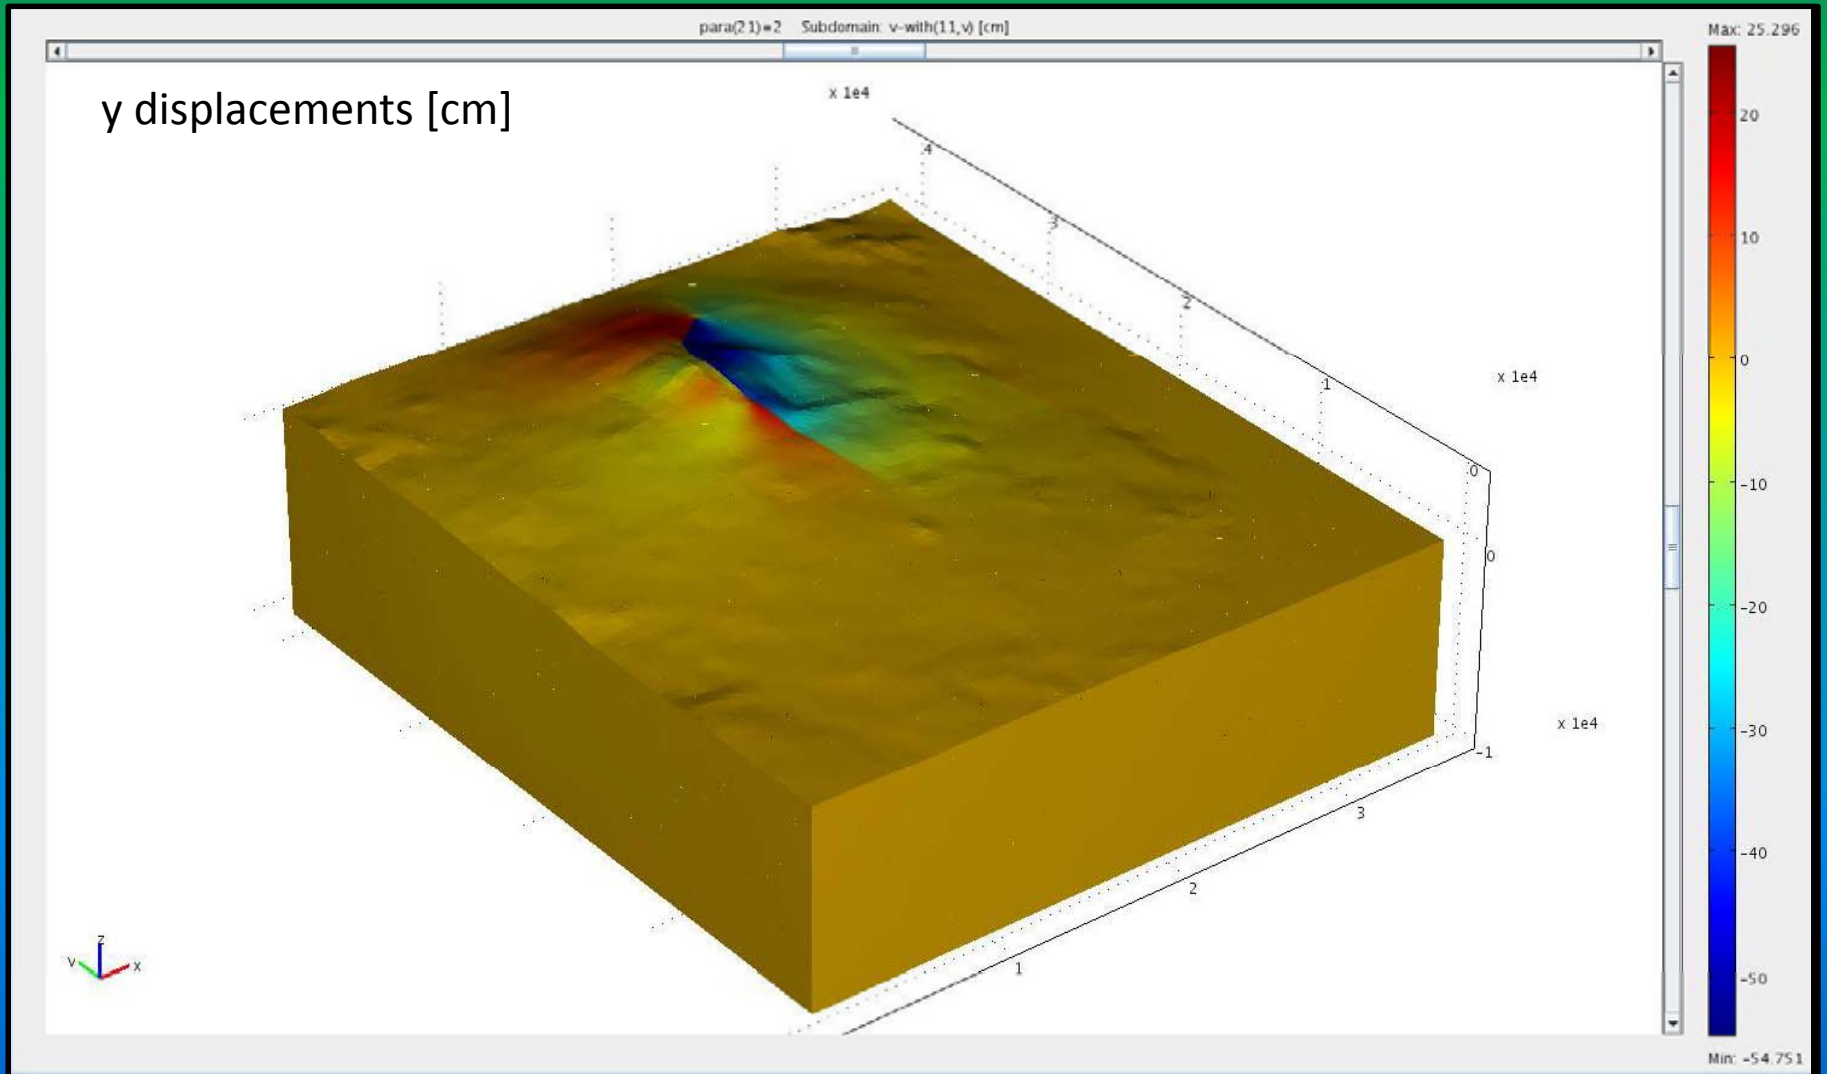 para(21)=2 Subdomain: v-with(11,v) [cm]
Max: 25.296
y displacements [cm]
x 1e4
4
3
2
1
0
x 1e4
0
-1
x 1e4
3
2
1
20
10
0
-10
-20
-30
-40
-50
z
y
x
Min: -54.751